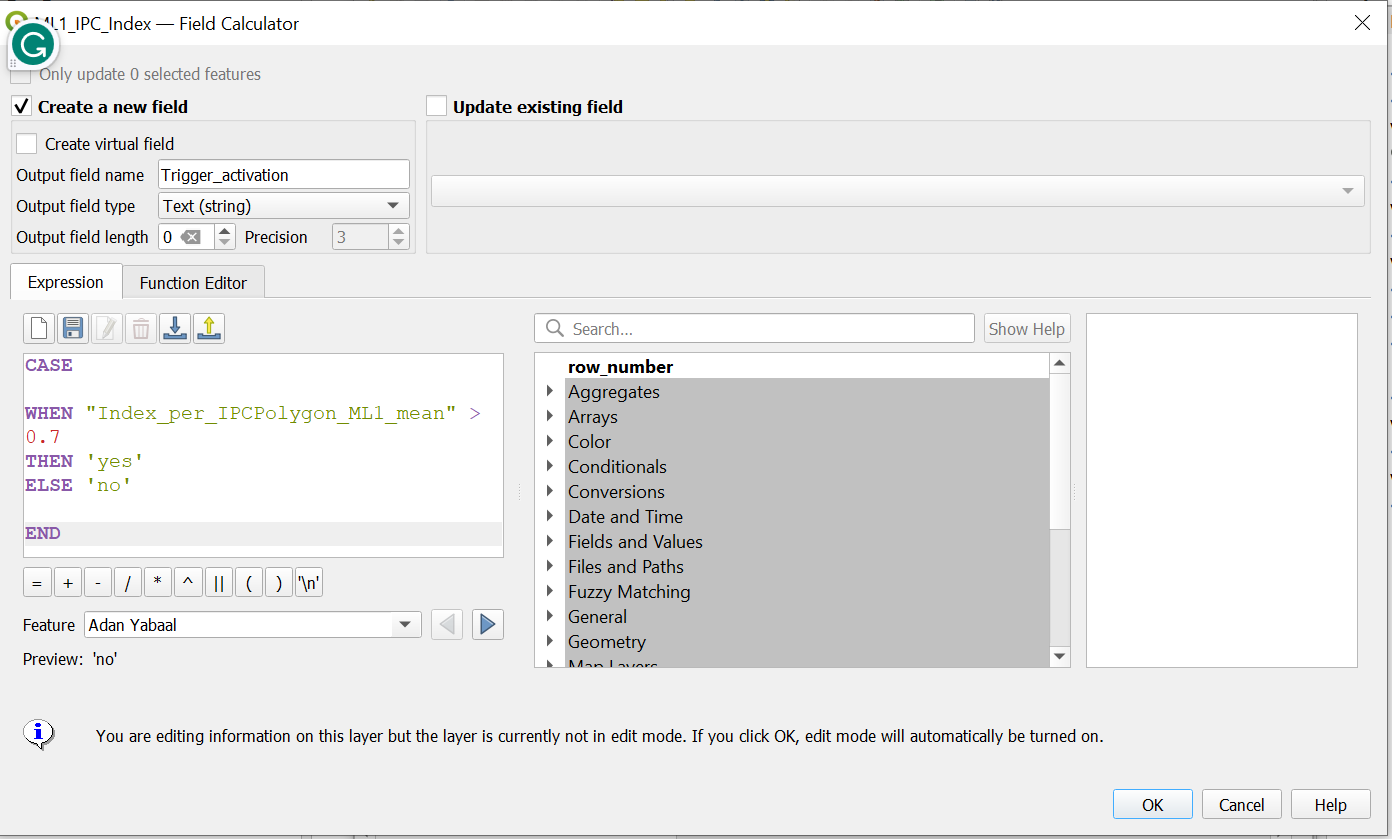 ML1_IPC_Index — Field Calculator
Only update 0 selected features
Create a new field
Update existing field
Create virtual field
Output field name Trigger_activation
Output field type Text (string)
Output field length 0 Precision 3
Expression Function Editor
Search... Show Help
CASE
WHEN "Index_per_IPCPolygon_ML1_mean" >
0.7
THEN 'yes'
ELSE 'no'
END
= + - / * ^ || ( ) '\n'
Feature Adan Yabaal
Preview: 'no'
row_number
Aggregates
Arrays
Color
Conditionals
Conversions
Date and Time
Fields and Values
Files and Paths
Fuzzy Matching
General
Geometry
Map Layers
You are editing information on this layer but the layer is currently not in edit mode. If you click OK, edit mode will automatically be turned on.
OK Cancel Help